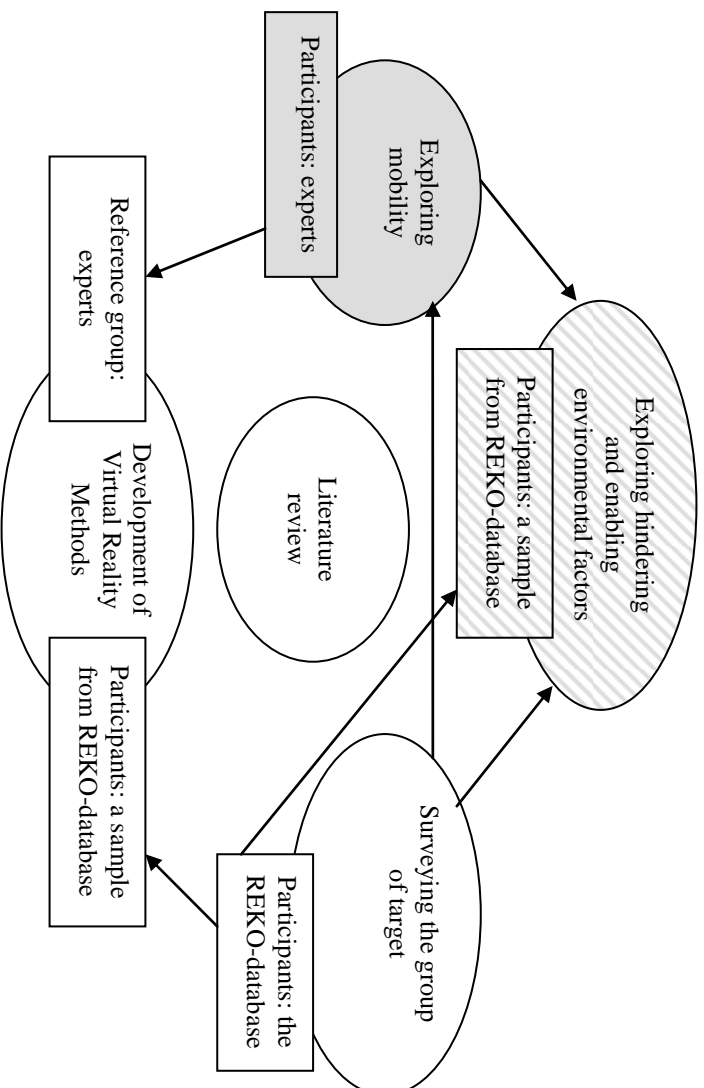 Exploring hindering
and enabling
environmental factors
Participants: a sample
from REKO-database
Exploring
mobility
Participants: experts
Surveying the group
of target
Participants: the
REKO-database
Literature
review
Reference group:
experts
Development of
Virtual Reality
Methods
Participants: a sample
from REKO-database